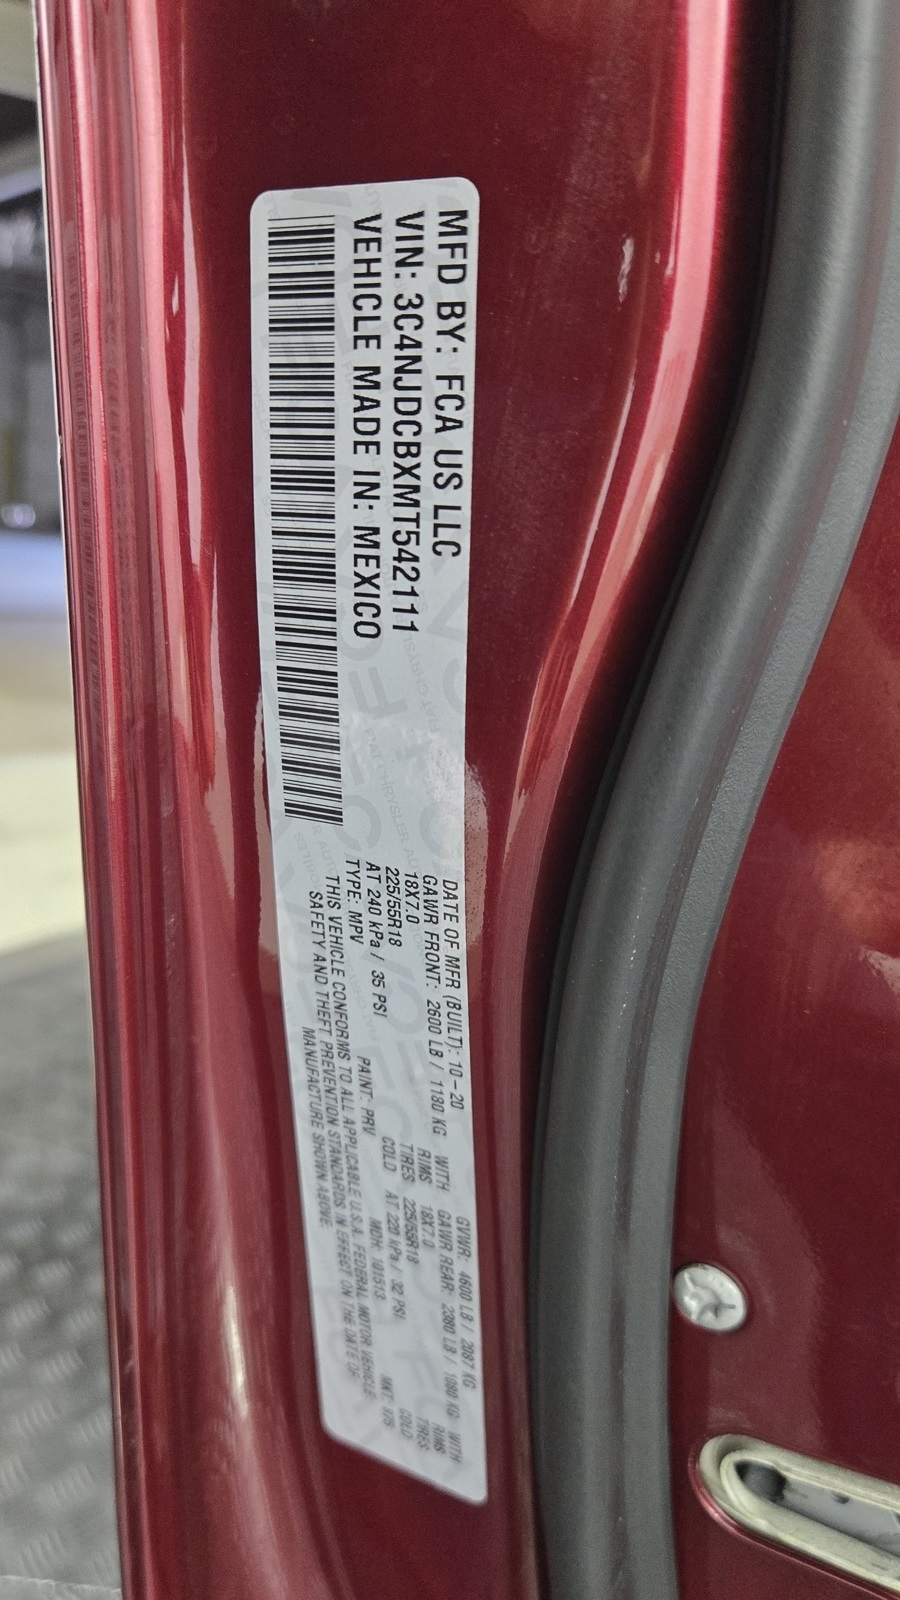 MFD BY: FCA US LLC
VIN: 3C4NJDCBXMT542111
VEHICLE MADE IN: MEXICO
DATE OF MFR (BUILT): 10-20 GVWR: 4600 LB / 2087 KG
GAWR FRONT: 2600 LB / 1180 KG WITH GAWR REAR: 2380 LB / 1080 KG WITH
18X7.0 RIMS 18X7.0 RIMS
225/55R18 TIRES 225/55R18 TIRES
AT 240 kPa / 35 PSI COLD AT 220 kPa / 32 PSI COLD
TYPE: MPV PAINT: PRV MDH: 101513 MKT:
THIS VEHICLE CONFORMS TO ALL APPLICABLE U.S.A. FEDERAL MOTOR VEHICLE
SAFETY AND THEFT PREVENTION STANDARDS IN EFFECT ON THE DATE OF
MANUFACTURE SHOWN ABOVE.